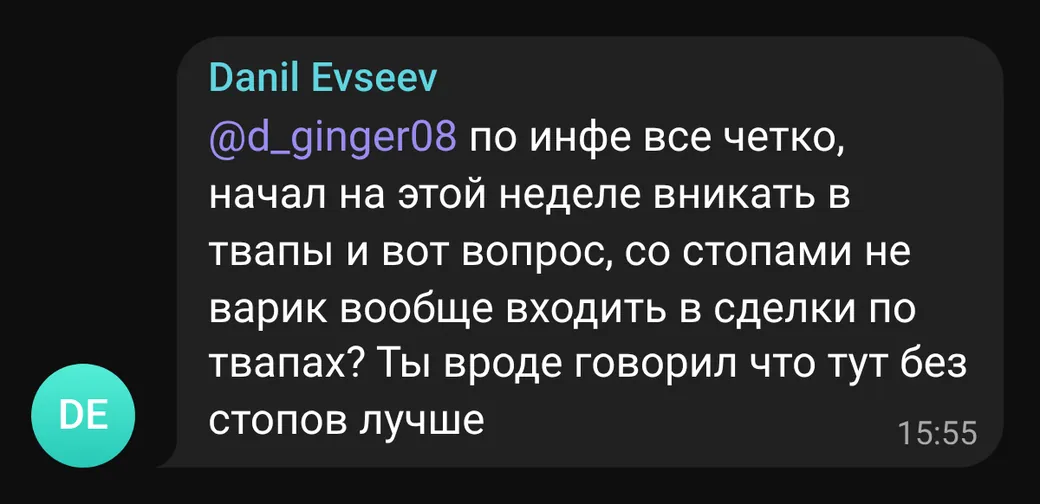 Danil Evseev
@d_ginger08 по инфе все четко,
начал на этой неделе вникать в
твапы и вот вопрос, со стопами не
варик вообще входить в сделки по
твапах? Ты вроде говорил что тут без
стопов лучше
15:55
DE